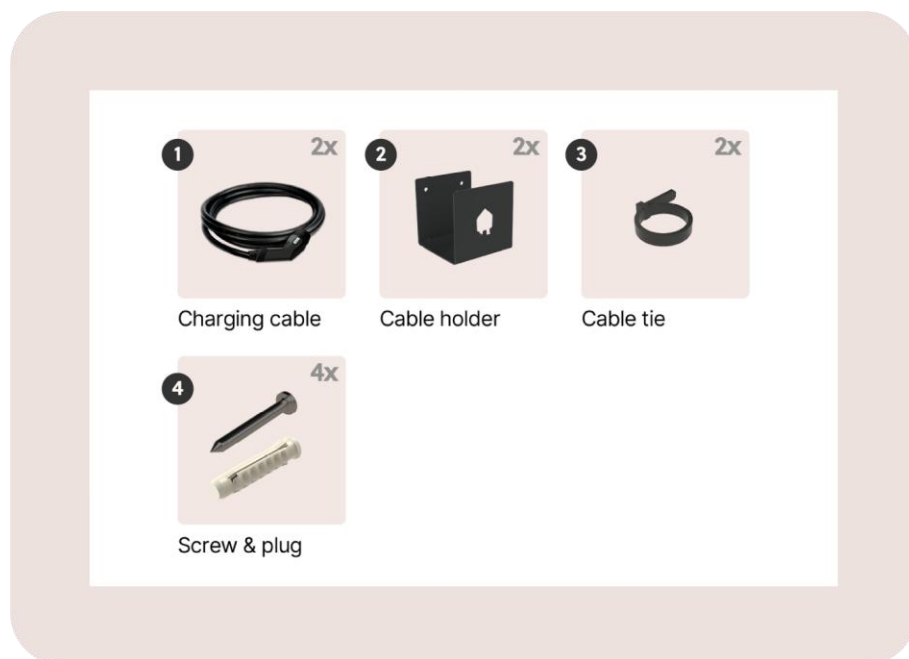 1
2x
2
2x
3
2x
Charging cable
Cable holder
Cable tie
4
4x
Screw & plug